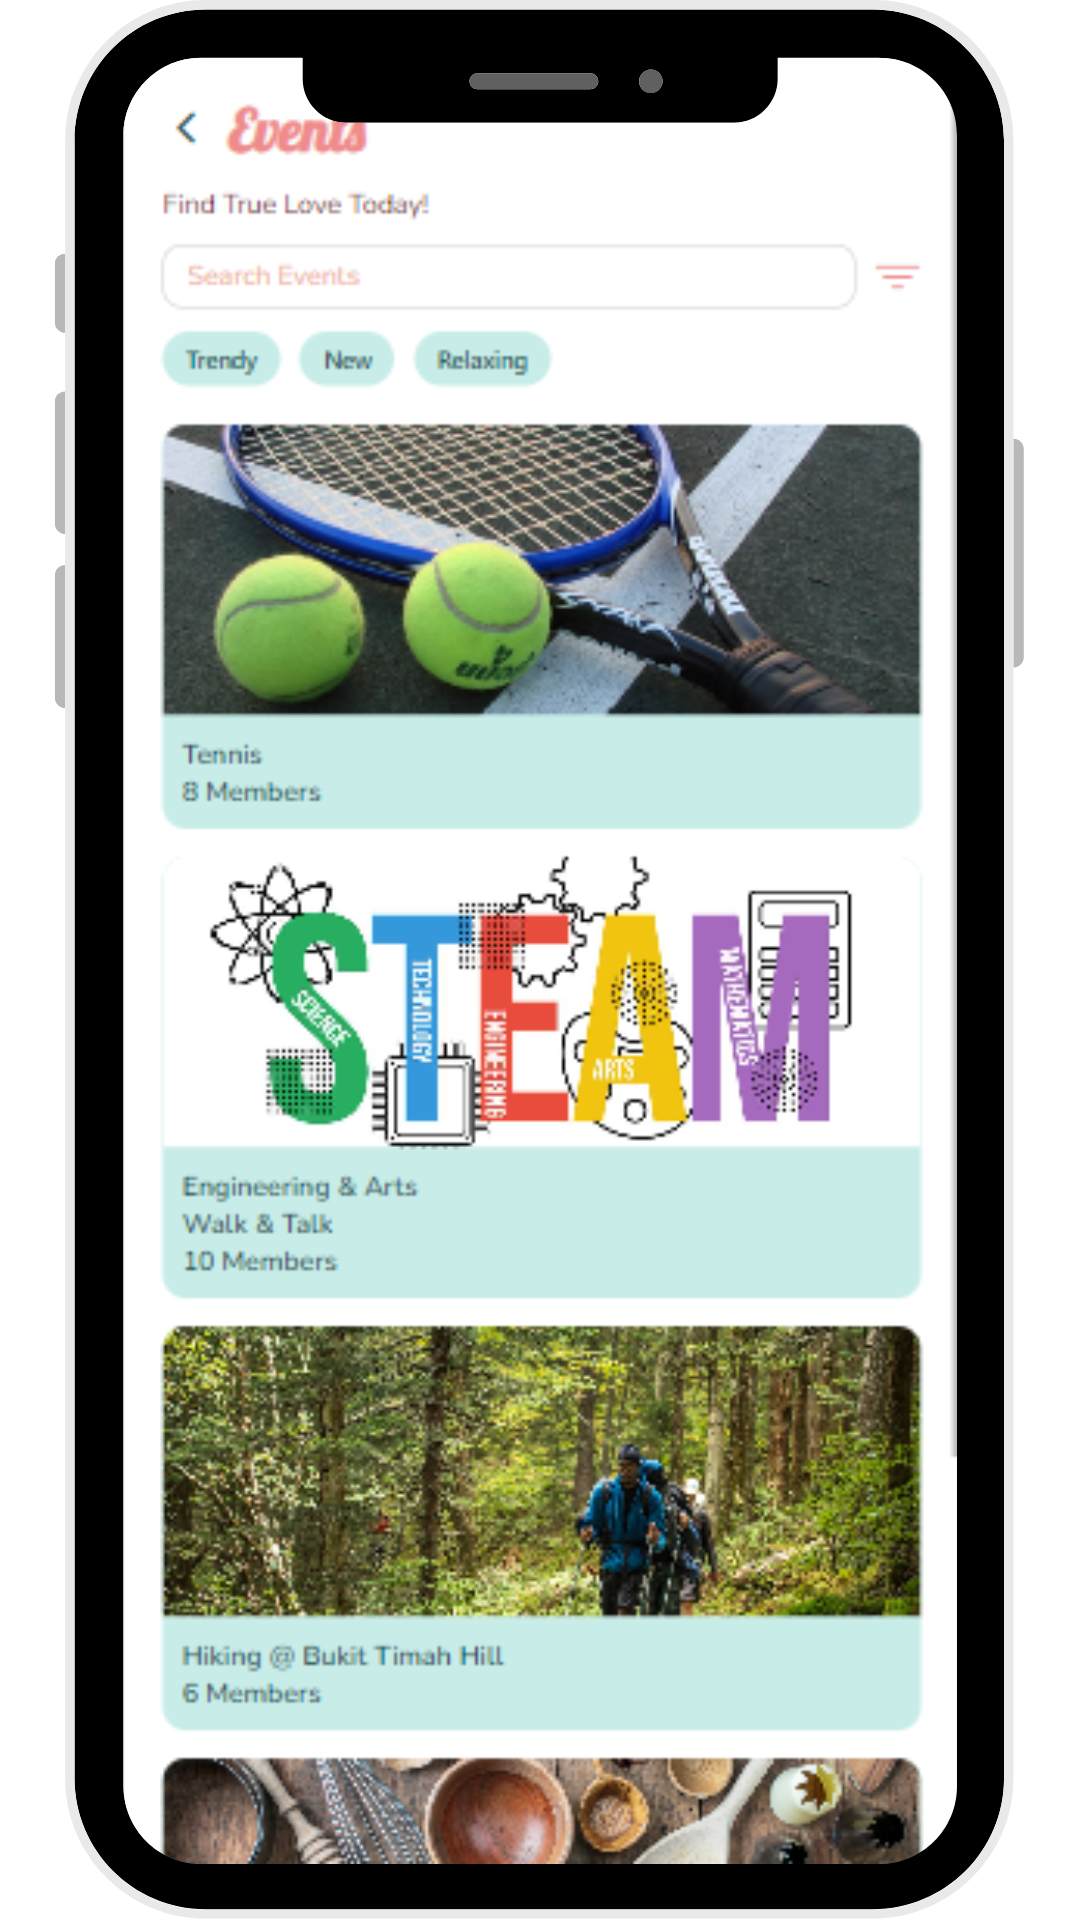 Events
Find True Love Today!
Search Events
Trendy
New
Relaxing
Tennis
8 Members
STEAM
SCIENCE
TECHNOLOGY
ENGINEERING
ARTS
MATHEMATICS
Engineering & Arts
Walk & Talk
10 Members
Hiking @ Bukit Timah Hill
6 Members